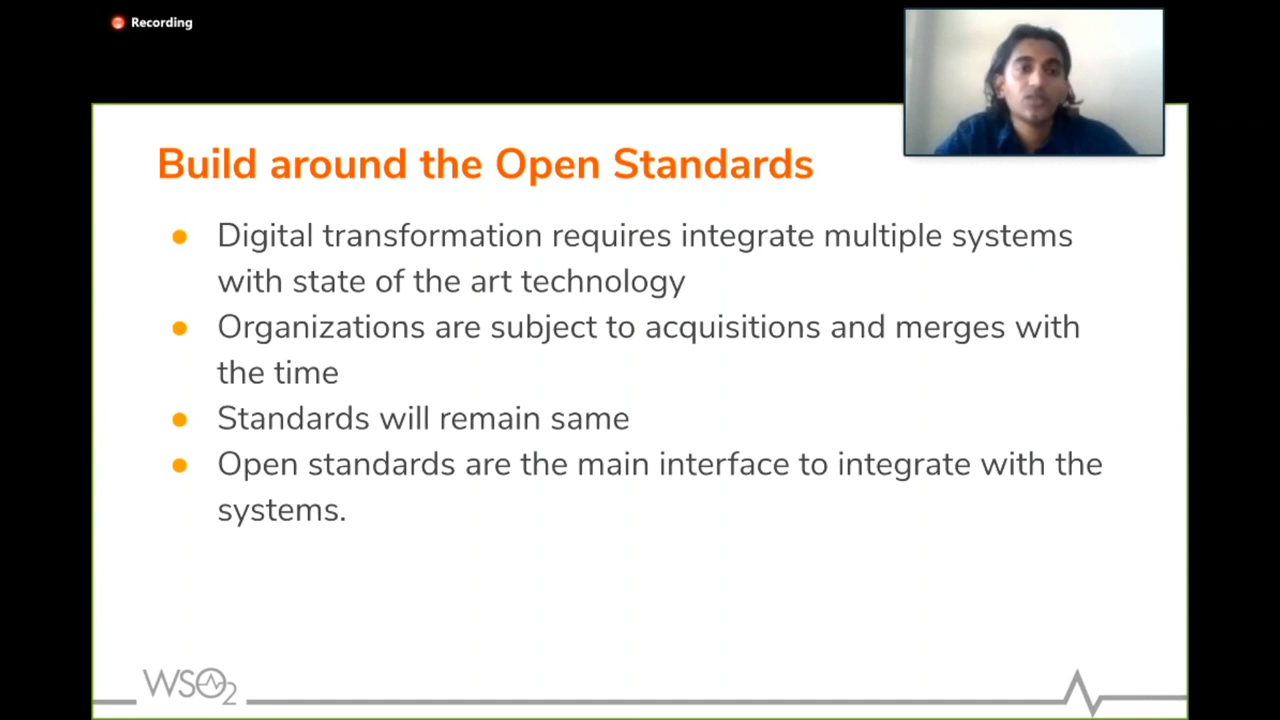 Recording
Build around the Open Standards
Digital transformation requires integrate multiple systems
with state of the art technology
Organizations are subject to acquisitions and merges with
the time
Standards will remain same
Open standards are the main interface to integrate with the
systems.
WSO2